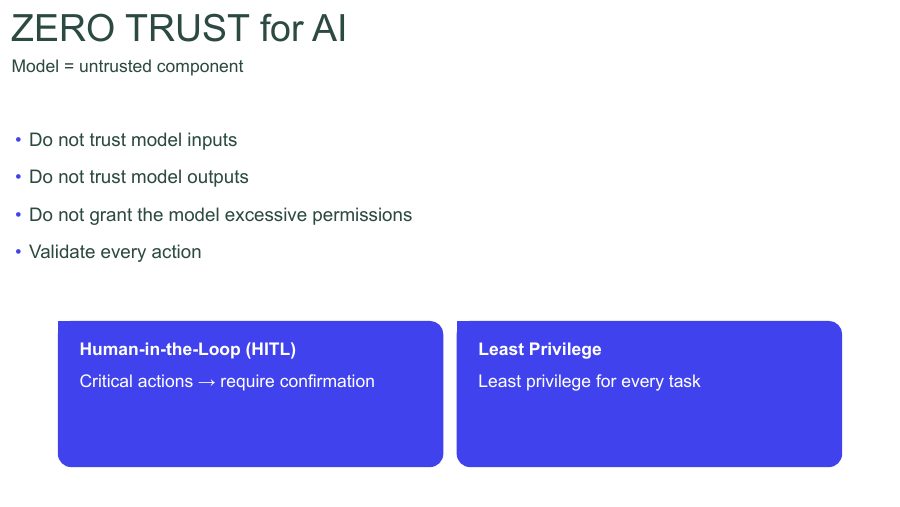 ZERO TRUST for AI
Model = untrusted component
• Do not trust model inputs
• Do not trust model outputs
• Do not grant the model excessive permissions
• Validate every action
Human-in-the-Loop (HITL)
Critical actions → require confirmation
Least Privilege
Least privilege for every task